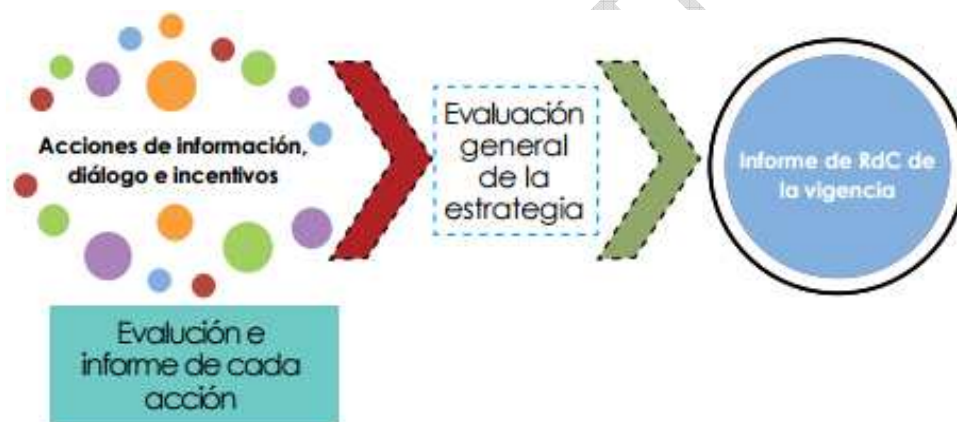 Acciones de información,
diálogo e incentivos
Evalución e
informe de cada
acción
Evaluación
general
de la
estrategia
Informe de RdC de
la vigencia